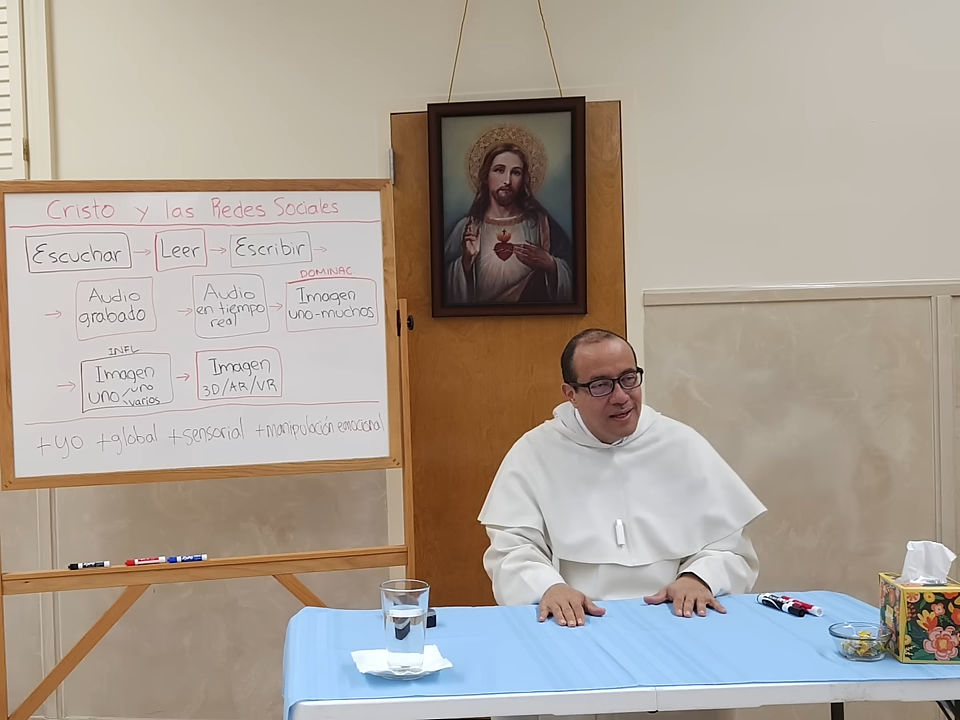 Cristo y las Redes Sociales
Escuchar → Leer → Escribir →
DOMINAC
→ Audio grabado → Audio en tiempo real → Imagen uno-muchos
INFL
→ Imagen uno uno varios → Imagen 3D/AR/VR
+yo +global +sensorial +manipulación emocional